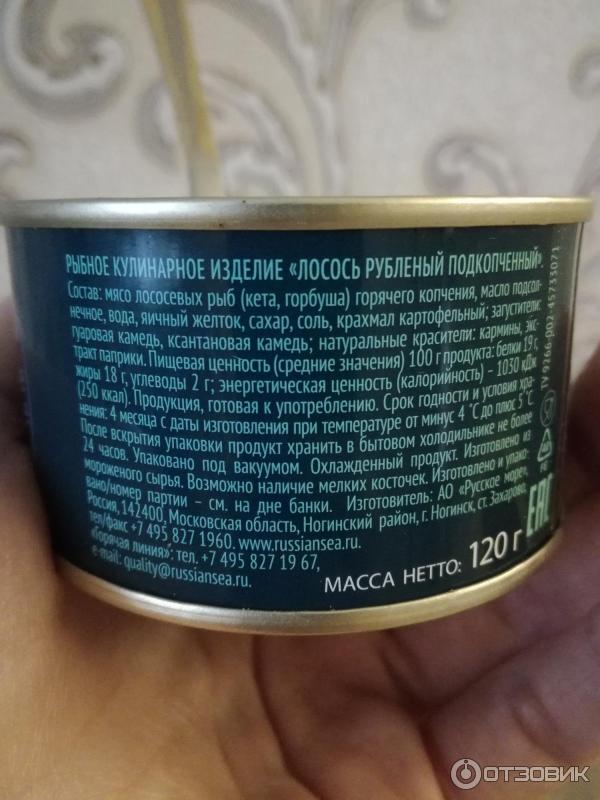 РЫБНОЕ КУЛИНАРНОЕ ИЗДЕЛИЕ «ЛОСОСЬ РУБЛЕНЫЙ ПОДКОПЧЕННЫЙ».
Состав: мясо лососевых рыб (кета, горбуша) горячего копчения, масло подсол-
нечное, вода, яичный желток, сахар, соль, крахмал картофельный; загустители:
гуаровая камедь, ксантановая камедь; натуральные красители: кармины, экс-
тракт паприки. Пищевая ценность (средние значения) 100 г продукта: белки 19 г,
жиры 18 г, углеводы 2 г; энергетическая ценность (калорийность) – 1030 кДж
(250 ккал). Продукция, готовая к употреблению. Срок годности и условия хра-
нения: 4 месяца с даты изготовления при температуре от минус 4 °С до плюс 5 °С
После вскрытия упаковки продукт хранить в бытовом холодильнике не более
24 часов. Упаковано под вакуумом. Охлажденный продукт. Изготовлено из
мороженого сырья. Возможно наличие мелких косточек. Изготовлено и упако-
вано/номер партии – см. на дне банки. Изготовитель: АО "Русское море",
Россия,142400, Московская область, Ногинский район, г. Ногинск, ст. Захарово,
тел/факс +7 495 827 1960. www.russiansea.ru
«Горячая линия»: тел. +7 495 827 19 67,
e-mail: quality@russiansea.ru.
МАССА НЕТТО: 120 г
ТУ 9266-002-45733071
EAC
ОТЗОВИК